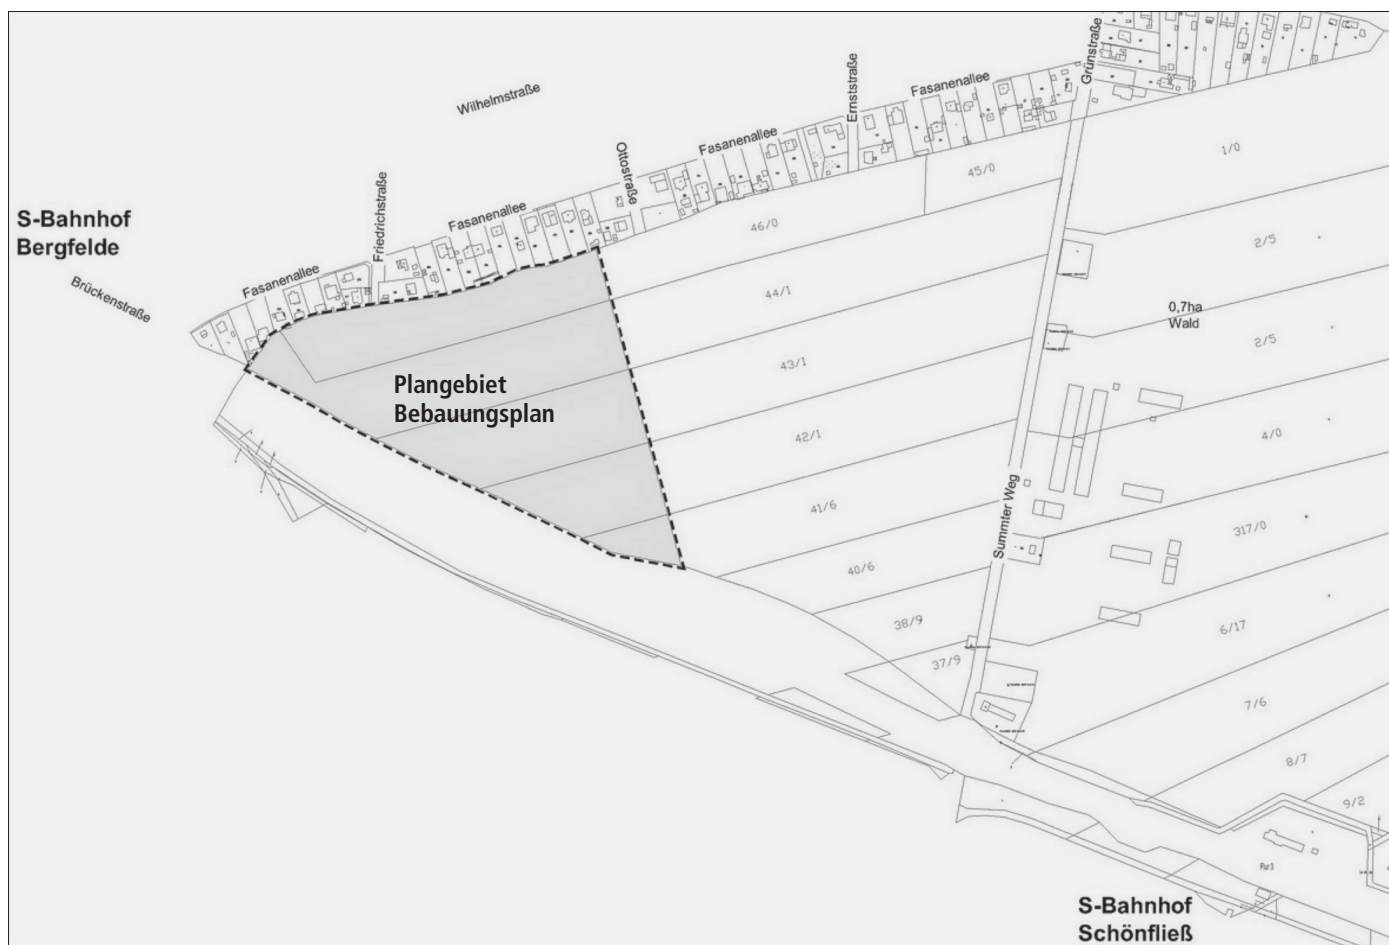 Grünstraße
Wilhelmstraße
Ernststraße
Fasanenallee
Fasanenallee
Ottostraße
Friedrichstraße
Fasanenallee
Fasanenallee
S-Bahnhof
Bergfelde
Brückenstraße
1/0
45/0
46/0
2/5
44/1
0,7ha
Wald
2/5
43/1
Plangebiet
Bebauungsplan
42/1
4/0
41/6
Summter Weg
317/0
40/6
38/9
6/17
37/9
7/6
8/7
9/2
Flur 3
S-Bahnhof
Schönfließ